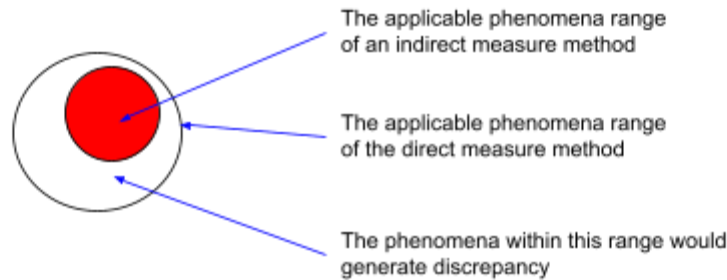 The applicable phenomena range
of an indirect measure method
The applicable phenomena range
of the direct measure method
The phenomena within this range would
generate discrepancy